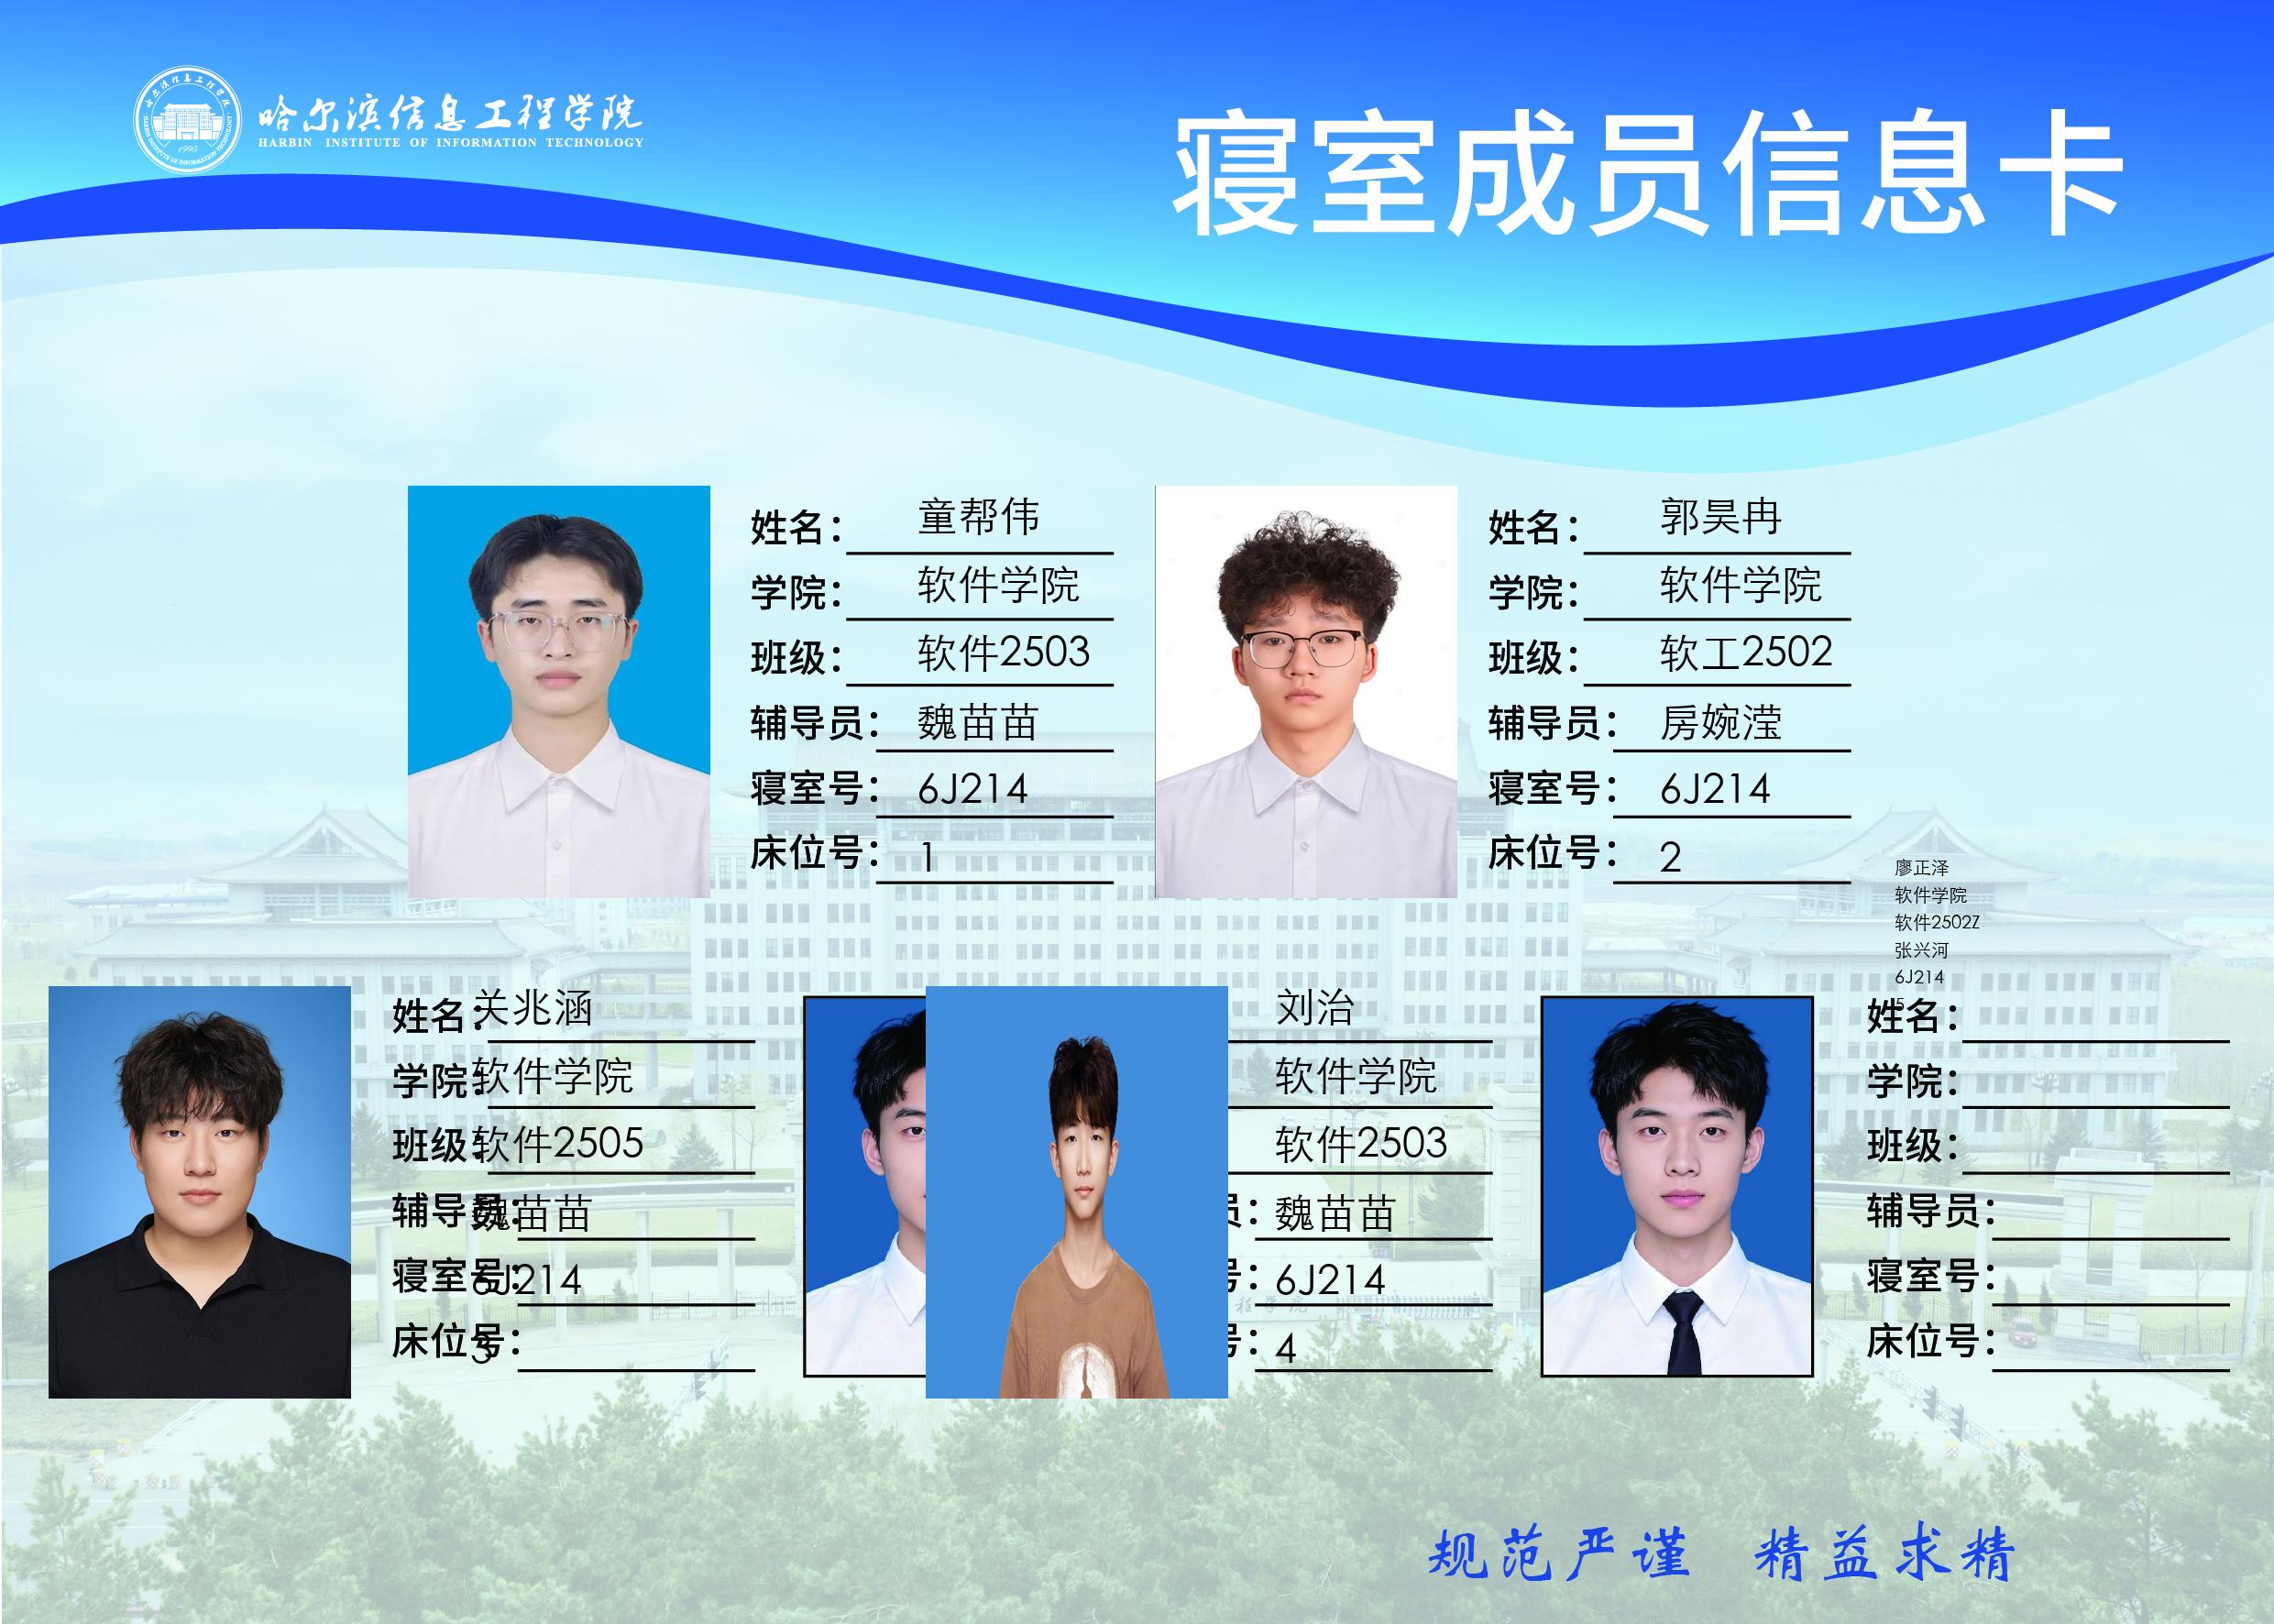 哈尔滨信息工程学院
HARBIN INSTITUTE OF INFORMATION TECHNOLOGY
1995
寝室成员信息卡
姓名：童帮伟
学院：软件学院
班级：软件2503
辅导员：魏苗苗
寝室号：6J214
床位号：1
姓名：郭昊冉
学院：软件学院
班级：软工2502
辅导员：房婉滢
寝室号：6J214
床位号：2
廖正泽
软件学院
软件2502Z
张兴河
6J214
5
姓名：关兆涵
学院：软件学院
班级：软件2505
辅导员：魏苗苗
寝室号：6J214
床位号：3
刘治
软件学院
软件2503
员：魏苗苗
号：6J214
号：4
姓名：
学院：
班级：
辅导员：
寝室号：
床位号：
规范严谨 精益求精